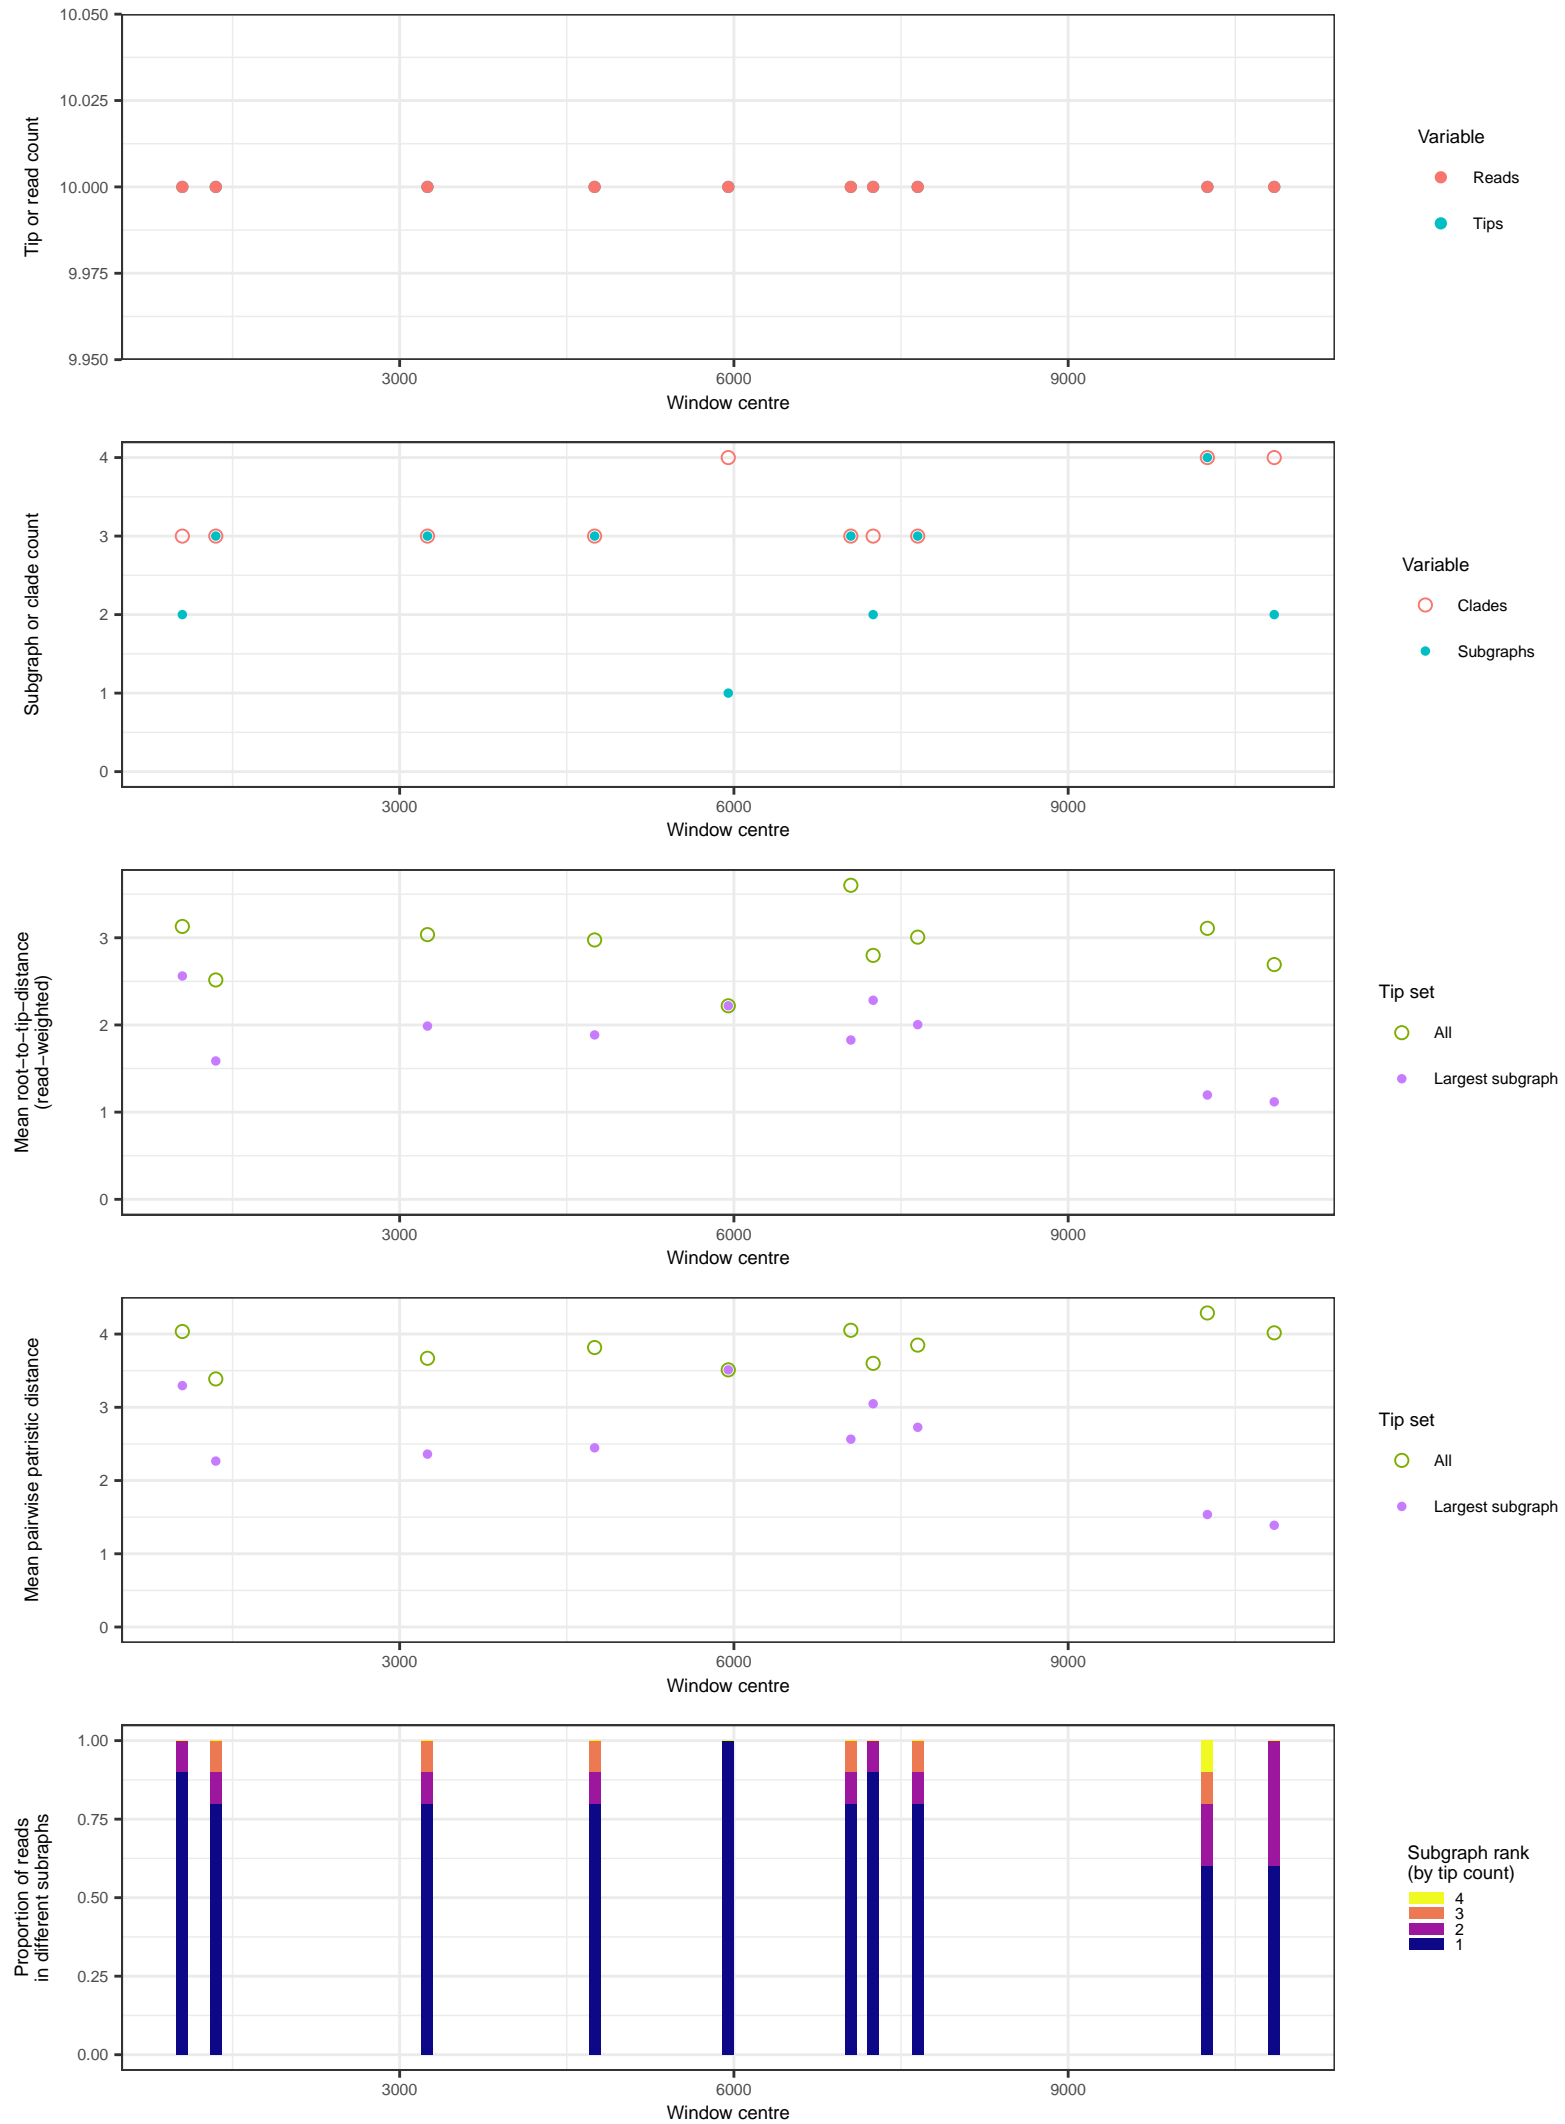 10.050
10.025
10.000
9.975
9.950
Tip or read count
3000
6000
9000
Window centre
Variable
Reads
Tips
4
3
2
1
0
Subgraph or clade count
3000
6000
9000
Window centre
Variable
Clades
Subgraphs
3
2
1
0
Mean root−to−tip−distance
(read−weighted)
3000
6000
9000
Window centre
Tip set
All
Largest subgraph
4
3
2
1
0
Mean pairwise patristic distance
3000
6000
9000
Window centre
Tip set
All
Largest subgraph
1.00
0.75
0.50
0.25
0.00
Proportion of reads
in different subraphs
3000
6000
9000
Window centre
Subgraph rank
(by tip count)
4
3
2
1